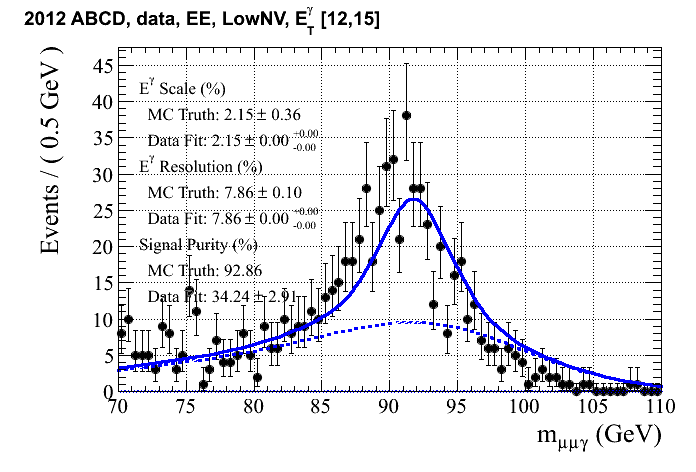 2012 ABCD, data, EE, LowNV, E_T^γ [12,15]
Events / ( 0.5 GeV )
45
40
35
30
25
20
15
10
5
0
E^γ Scale (%)
MC Truth: 2.15 ± 0.36
Data Fit: 2.15 ± 0.00 +0.00 -0.00
E^γ Resolution (%)
MC Truth: 7.86 ± 0.10
Data Fit: 7.86 ± 0.00 +0.00 -0.00
Signal Purity (%)
MC Truth: 92.86
Data Fit: 34.24 ± 2.91
70 75 80 85 90 95 100 105 110
m_μμγ (GeV)